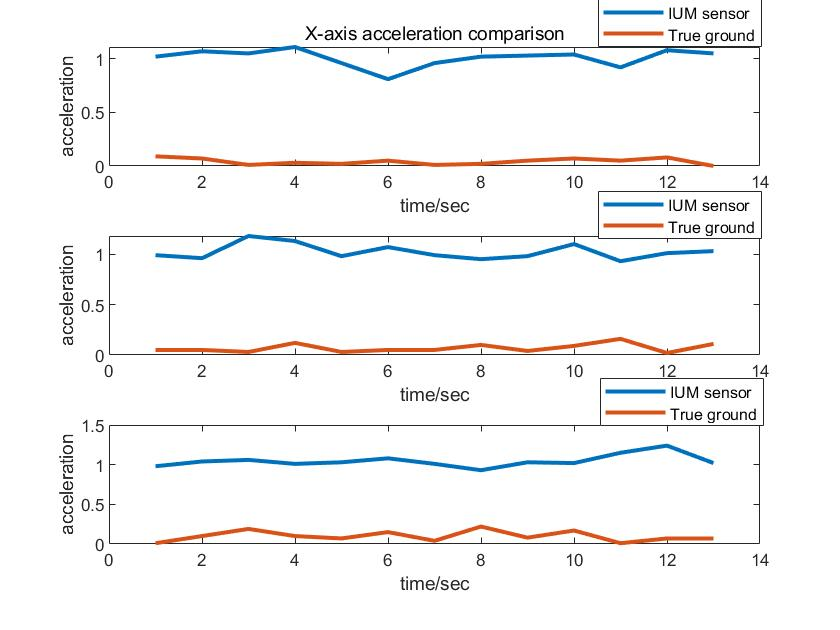 X-axis acceleration comparison
IUM sensor
True ground
acceleration
1
0.5
0
0 2 4 6 8 10 12 14
time/sec
IUM sensor
True ground
acceleration
1
0.5
0
0 2 4 6 8 10 12 14
time/sec
IUM sensor
True ground
acceleration
1.5
1
0.5
0
0 2 4 6 8 10 12 14
time/sec